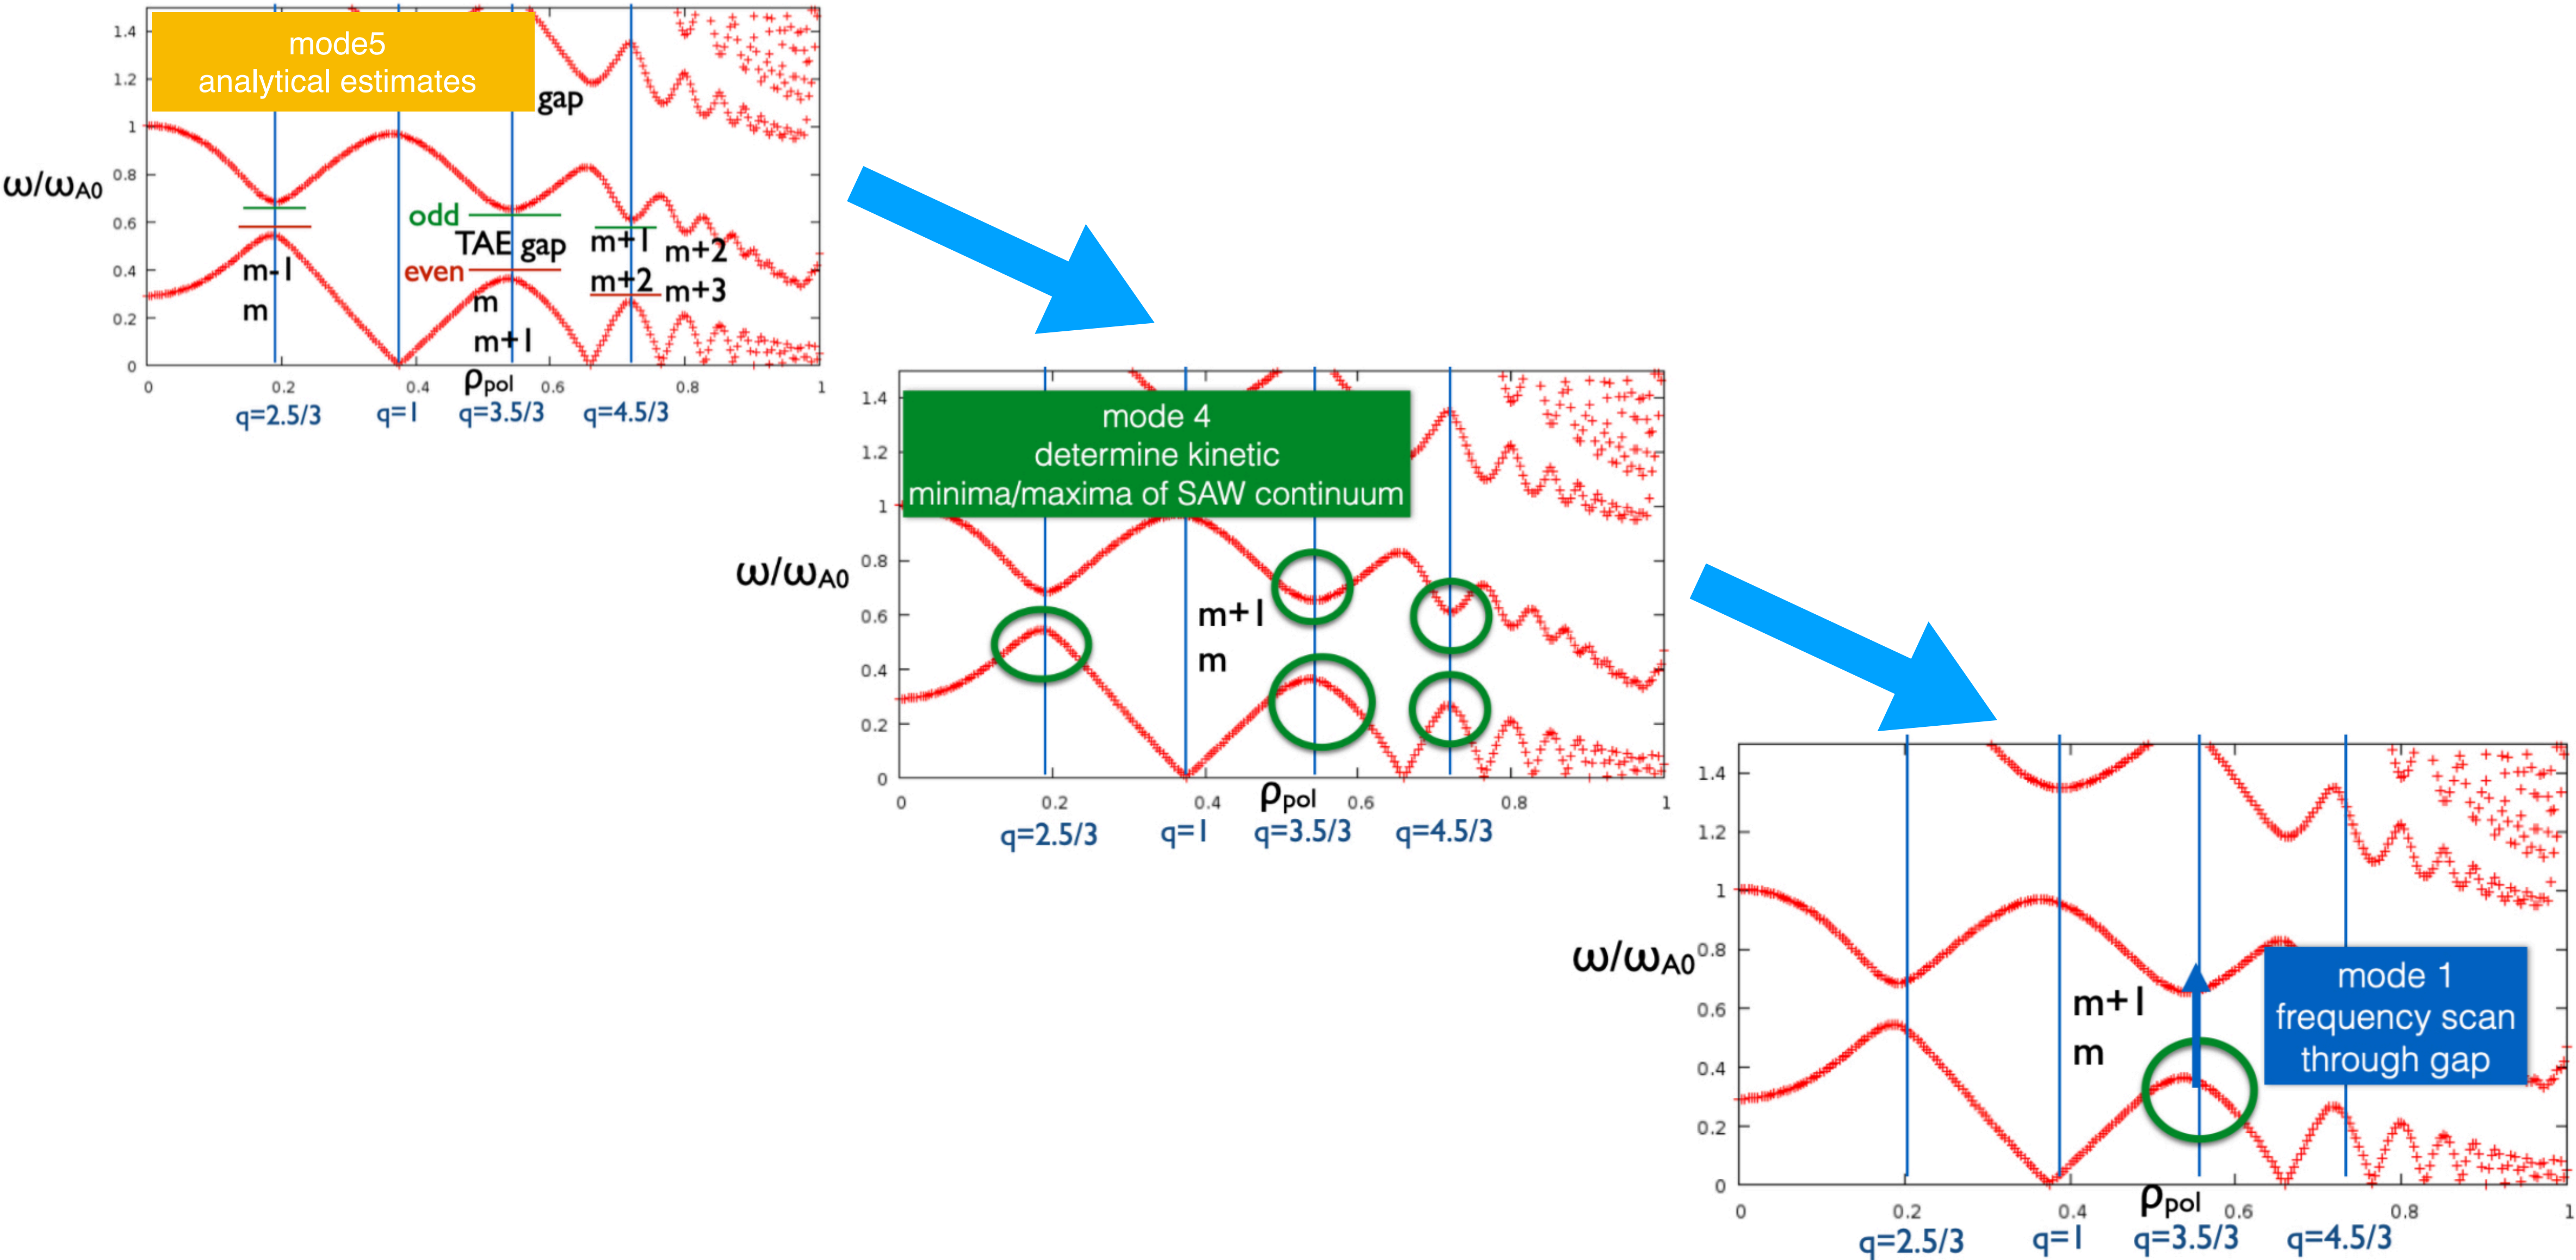 mode5
analytical estimates
gap
1.4
1.2
1
0.8
0.6
0.4
0.2
0
ω/ωA0
odd
TAE gap
even
m-1
m
m
m+1
m+1
m+2
m+2
m+3
0 0.2 0.4 0.6 0.8 1
ρpol
q=2.5/3 q=1 q=3.5/3 q=4.5/3
mode 4
determine kinetic
minima/maxima of SAW continuum
1.4
1.2
1
0.8
0.6
0.4
0.2
0
ω/ωA0
m+1
m
0 0.2 0.4 0.6 0.8 1
ρpol
q=2.5/3 q=1 q=3.5/3 q=4.5/3
1.4
1.2
1
0.8
0.6
0.4
0.2
0
ω/ωA0
m+1
m
mode 1
frequency scan
through gap
0 0.2 0.4 0.6 0.8 1
ρpol
q=2.5/3 q=1 q=3.5/3 q=4.5/3